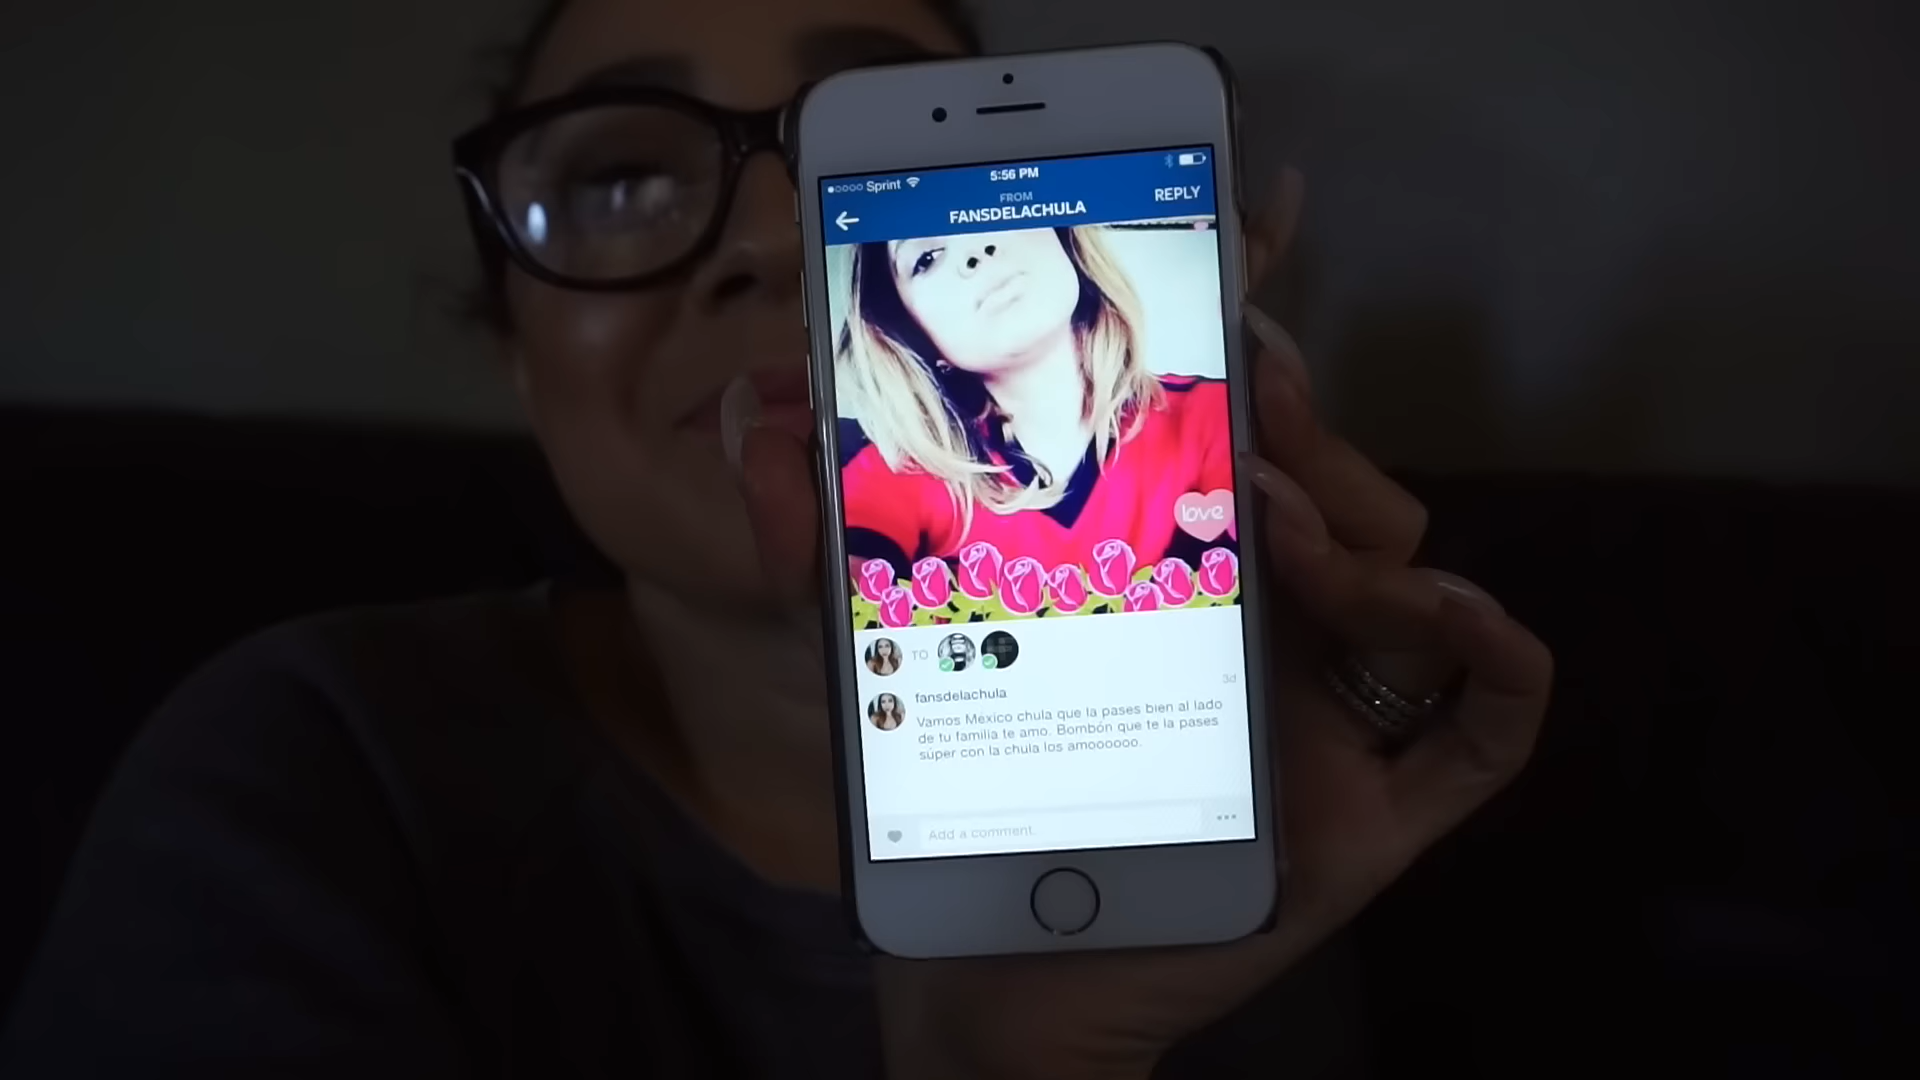 Sprint
5:56 PM
FROM
FANSDELACHULA
REPLY
love
TO
fansdelachula
3d
Vamos México chula que la pases bien al lado
de tu familia te amo. Bombón que te la pases
súper con la chula los amoooooo.
Add a comment.